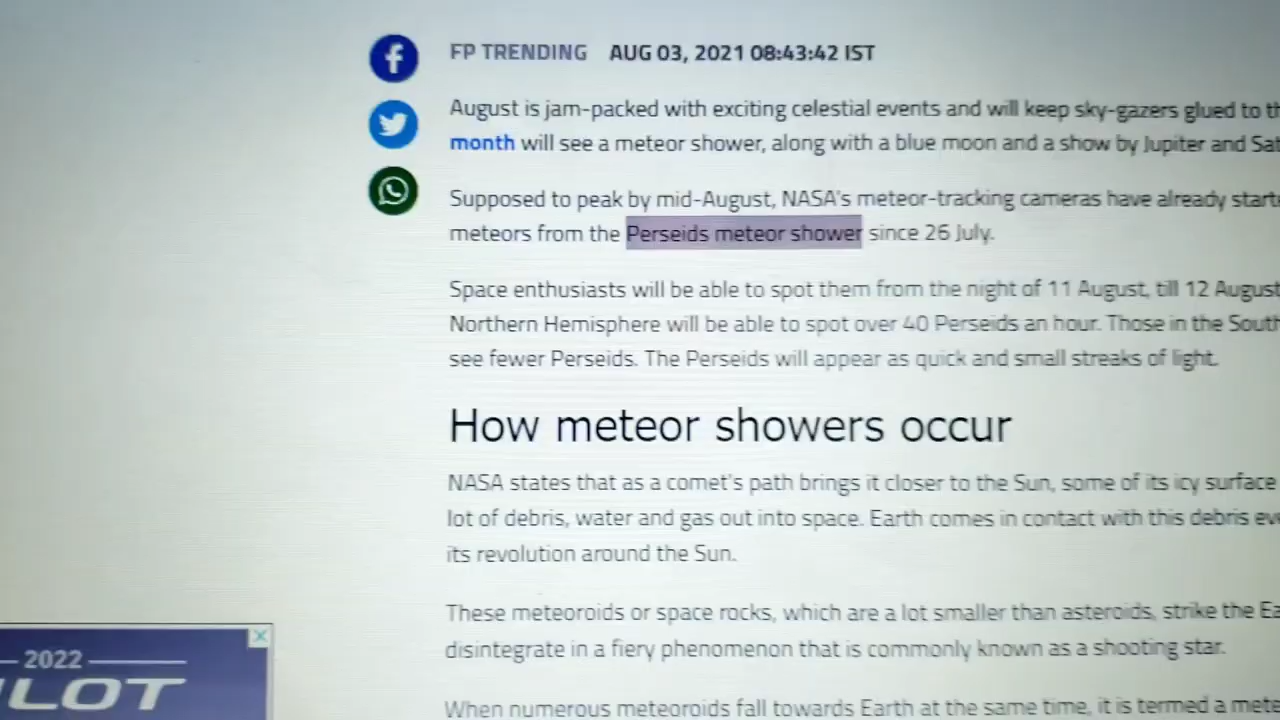 FP TRENDING AUG 03, 2021 08:43:42 IST
August is jam-packed with exciting celestial events and will keep sky-gazers glued to
month will see a meteor shower, along with a blue moon and a show by Jupiter and
Supposed to peak by mid-August, NASA's meteor-tracking cameras have already
meteors from the Perseids meteor shower since 26 July.
Space enthusiasts will be able to spot them from the night of 11 August, till 12 August
Northern Hemisphere will be able to spot over 40 Perseids an hour. Those in the
see fewer Perseids. The Perseids will appear as quick and small streaks of light.
How meteor showers occur
NASA states that as a comet's path brings it closer to the Sun, some of its icy surface
lot of debris, water and gas out into space. Earth comes in contact with this debris
its revolution around the Sun.
These meteoroids or space rocks, which are a lot smaller than asteroids, strike the
disintegrate in a fiery phenomenon that is commonly known as a shooting star.
When numerous meteoroids fall towards Earth at the same time, it is termed a
2022